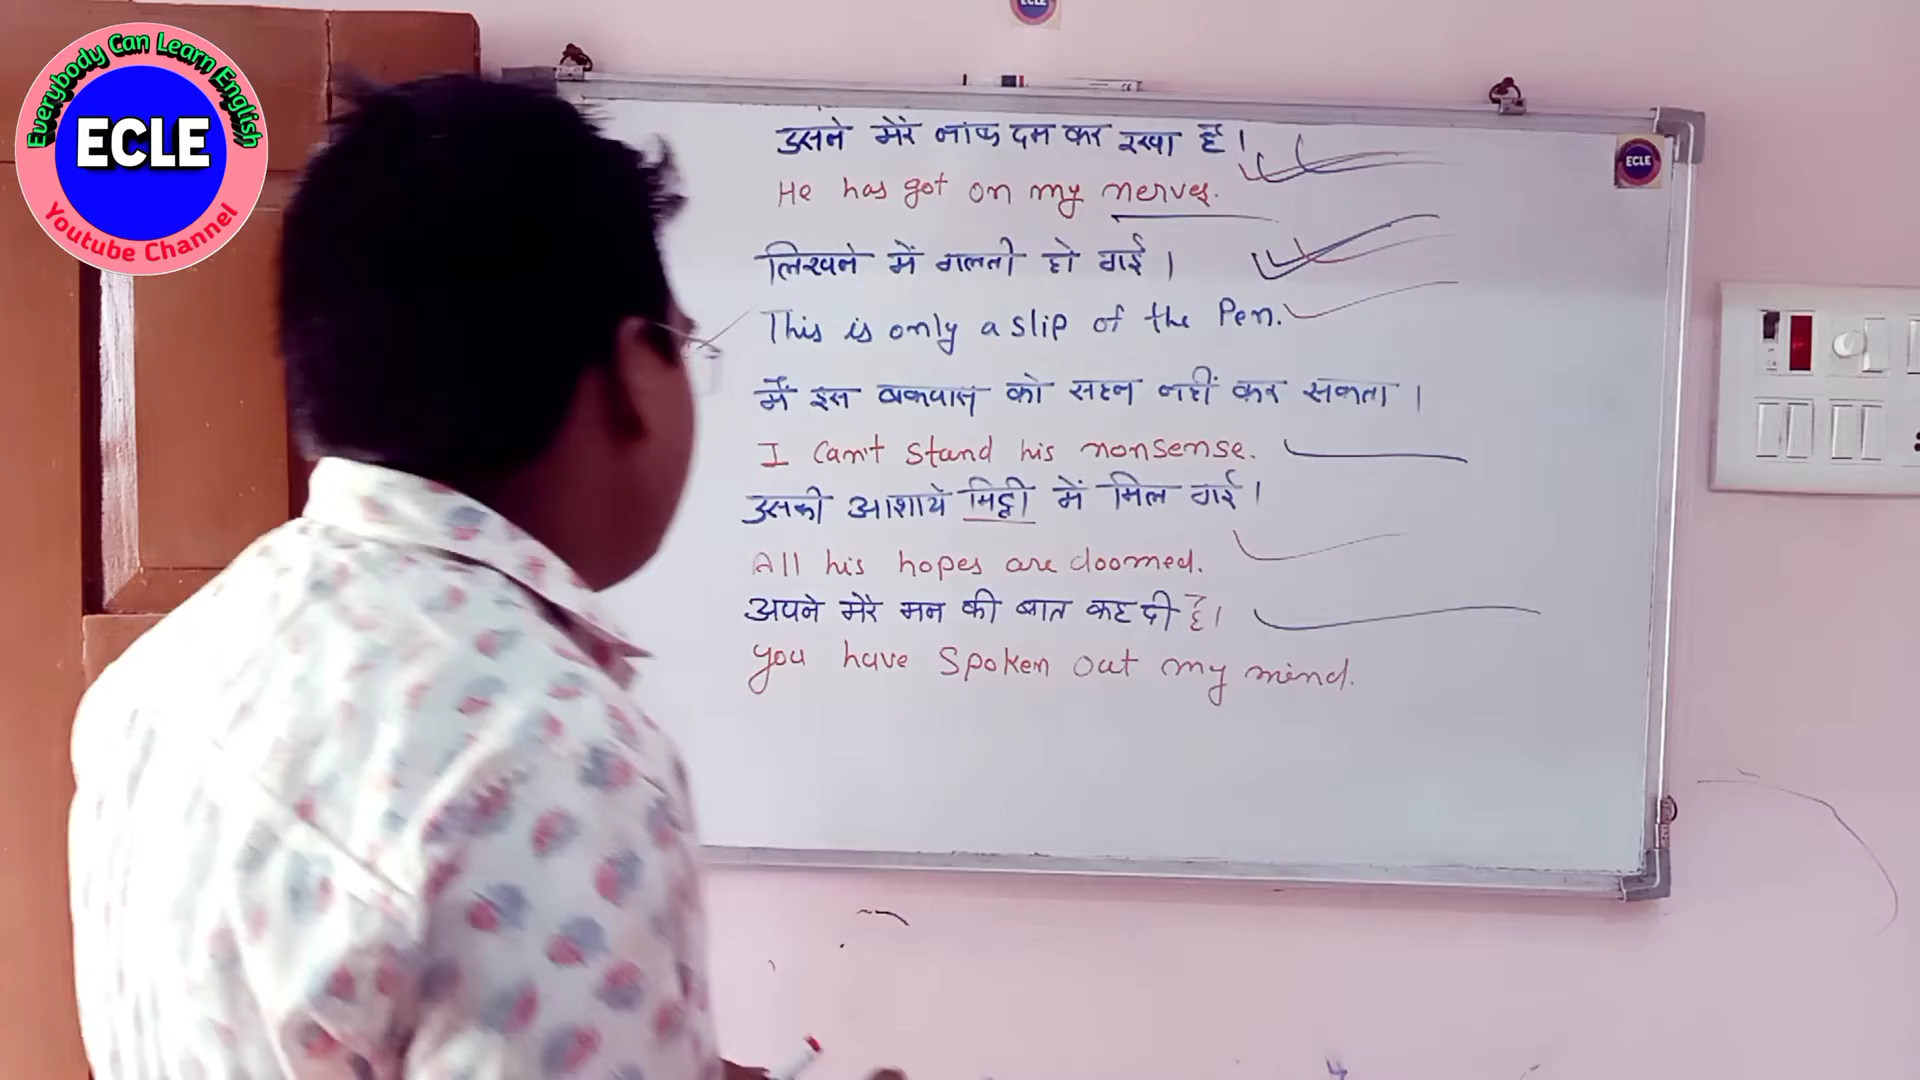 Everybody Can Learn English
ECLE
Youtube Channel
ECLE
ECLE
उसने मेरे नाक दम कर रखा है।
He has got on my nerves.
लिखने में गलती हो गई।
This is only a slip of the Pen.
मैं इस बकवास को सहन नहीं कर सकता।
I can't stand his nonsense.
उसकी आशाये मिट्टी में मिल गई।
All his hopes are doomed.
अपने मेरे मन की बात कह दी है।
you have spoken out my mind.